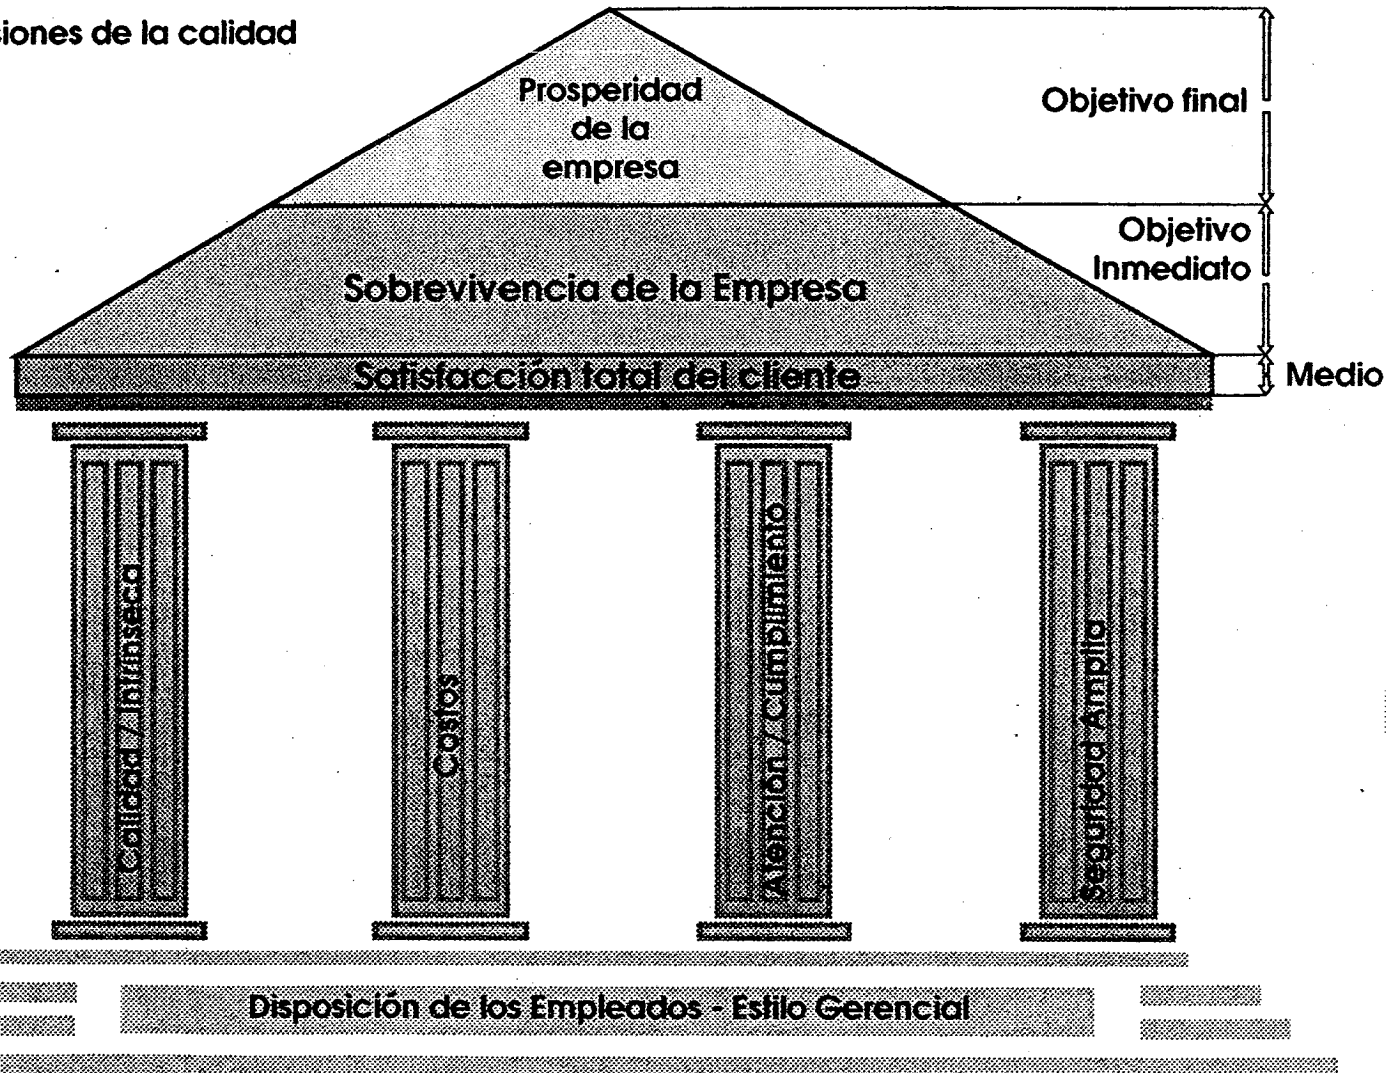 siones de la calidad
Prosperidad
de la
empresa
Objetivo final
Objetivo
Inmediato
Sobrevivencia de la Empresa
Satisfacción total del cliente
Medio
Calidad / Intrínseca
Costos
Atención / Cumplimiento
Seguridad Amplia
Disposición de los Empleados - Estilo Gerencial